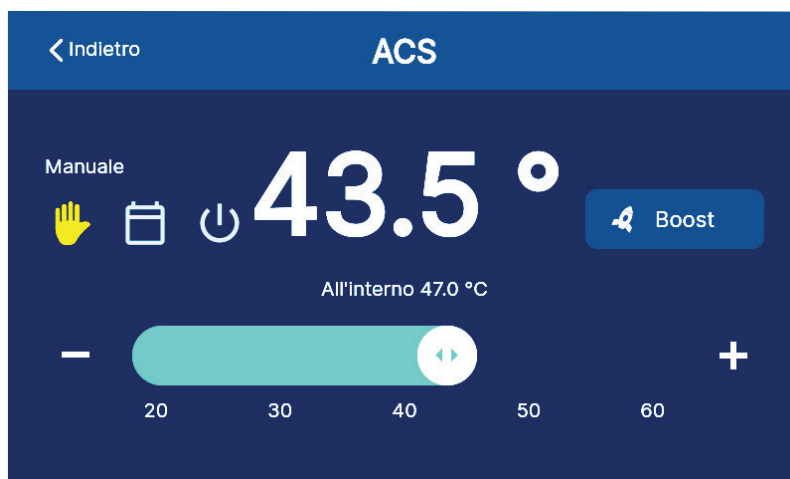 Indietro
ACS
Manuale
43.5 °
Boost
All'interno 47.0 °C
20 30 40 50 60